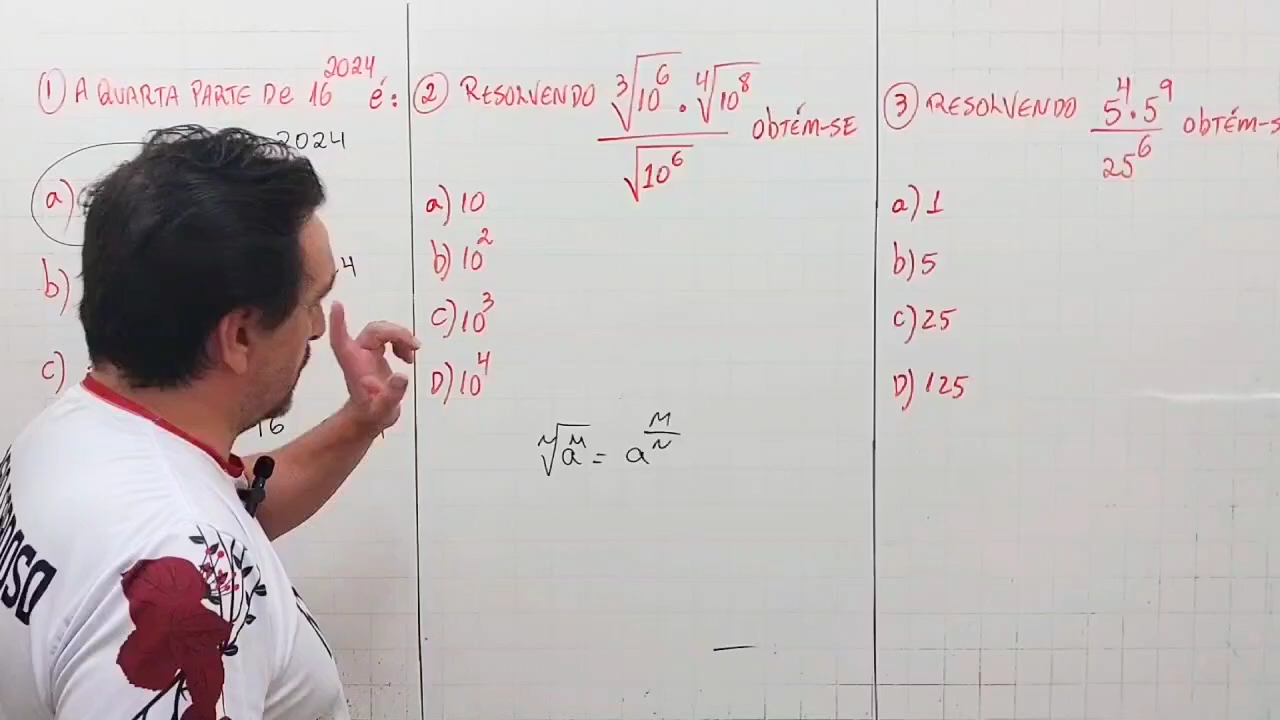 ① A QUARTA PARTE DE 16^2024 É:
2024
a)
b) 4
c)
16
② RESOLVENDO ∛(10^6) · ∜(10^8) / √(10^6) OBTÉM-SE
a) 10
b) 10^2
c) 10^3
D) 10^4
ⁿ√(a^M) = a^(M/N)
③ RESOLVENDO 5^4 · 5^9 / 25^6 OBTÉM-S
a) 1
b) 5
c) 25
D) 125